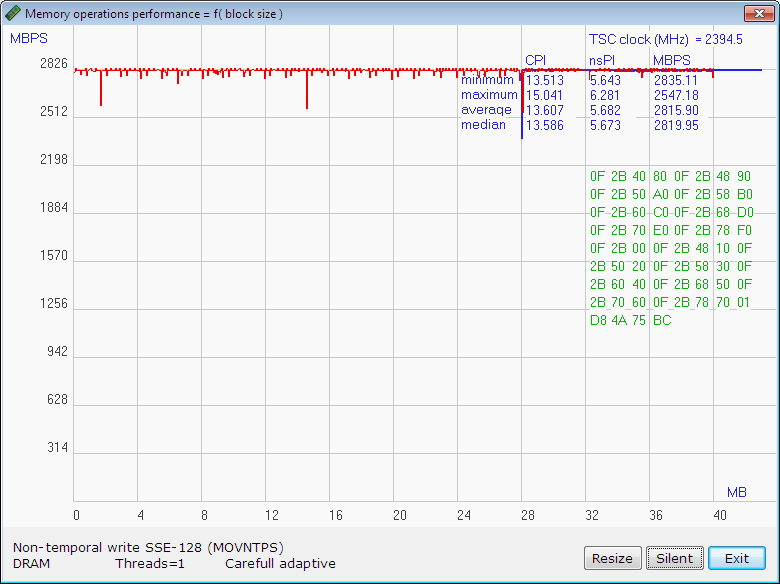 Memory operations performance = f( block size )
MBPS
TSC clock (MHz) = 2394.5
CPI nsPI MBPS
minimum 13.513 5.643 2835.11
maximum 15.041 6.281 2547.18
average 13.607 5.682 2815.90
median 13.586 5.673 2819.95
2826
2512
2198
1884
1570
1256
942
628
314
0F 2B 40 80 0F 2B 48 90
0F 2B 50 A0 0F 2B 58 B0
0F 2B 60 C0 0F 2B 68 D0
0F 2B 70 E0 0F 2B 78 F0
0F 2B 00 0F 2B 48 10 0F
2B 50 20 0F 2B 58 30 0F
2B 60 40 0F 2B 68 50 0F
2B 70 60 0F 2B 78 70 01
D8 4A 75 BC
MB
0 4 8 12 16 20 24 28 32 36 40
Non-temporal write SSE-128 (MOVNTPS)
DRAM Threads=1 Carefull adaptive
Resize Silent Exit